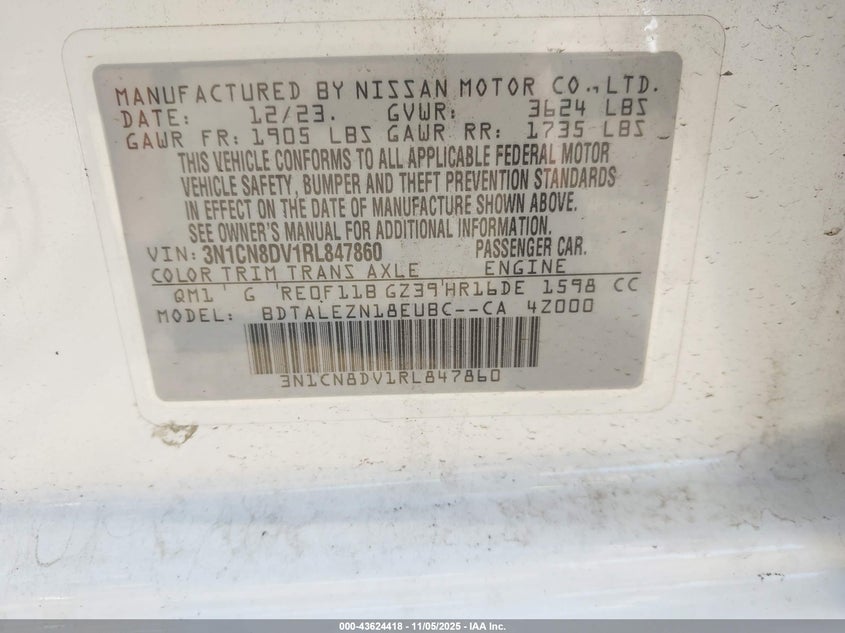 MANUFACTURED BY NISSAN MOTOR CO., LTD.
DATE: 12/23. GVWR: 3624 LBS
GAWR FR: 1905 LBS GAWR RR: 1735 LBS
THIS VEHICLE CONFORMS TO ALL APPLICABLE FEDERAL MOTOR
VEHICLE SAFETY, BUMPER AND THEFT PREVENTION STANDARDS
IN EFFECT ON THE DATE OF MANUFACTURE SHOWN ABOVE.
SEE OWNER'S MANUAL FOR ADDITIONAL INFORMATION.
VIN: 3N1CN8DV1RL847860 PASSENGER CAR.
COLOR TRIM TRANS AXLE ENGINE
QM1 G RE0F11B GZ39 HR16DE 1598 CC
MODEL: BDTALEZN18EUBC--CA 4Z000
3N1CN8DV1RL847860
000-43624418 - 11/05/2025 - IAA Inc.